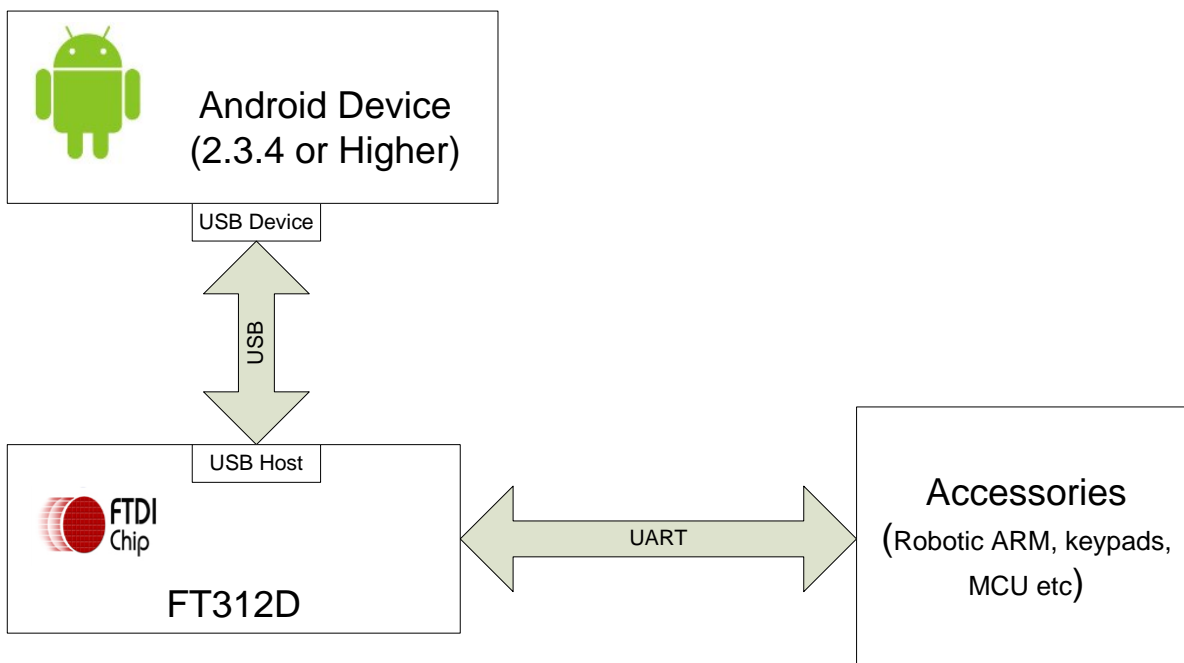 Android Device
(2.3.4 or Higher)
USB Device
USB
USB Host
FTDI
Chip
FT312D
UART
Accessories
(Robotic ARM, keypads,
MCU etc)